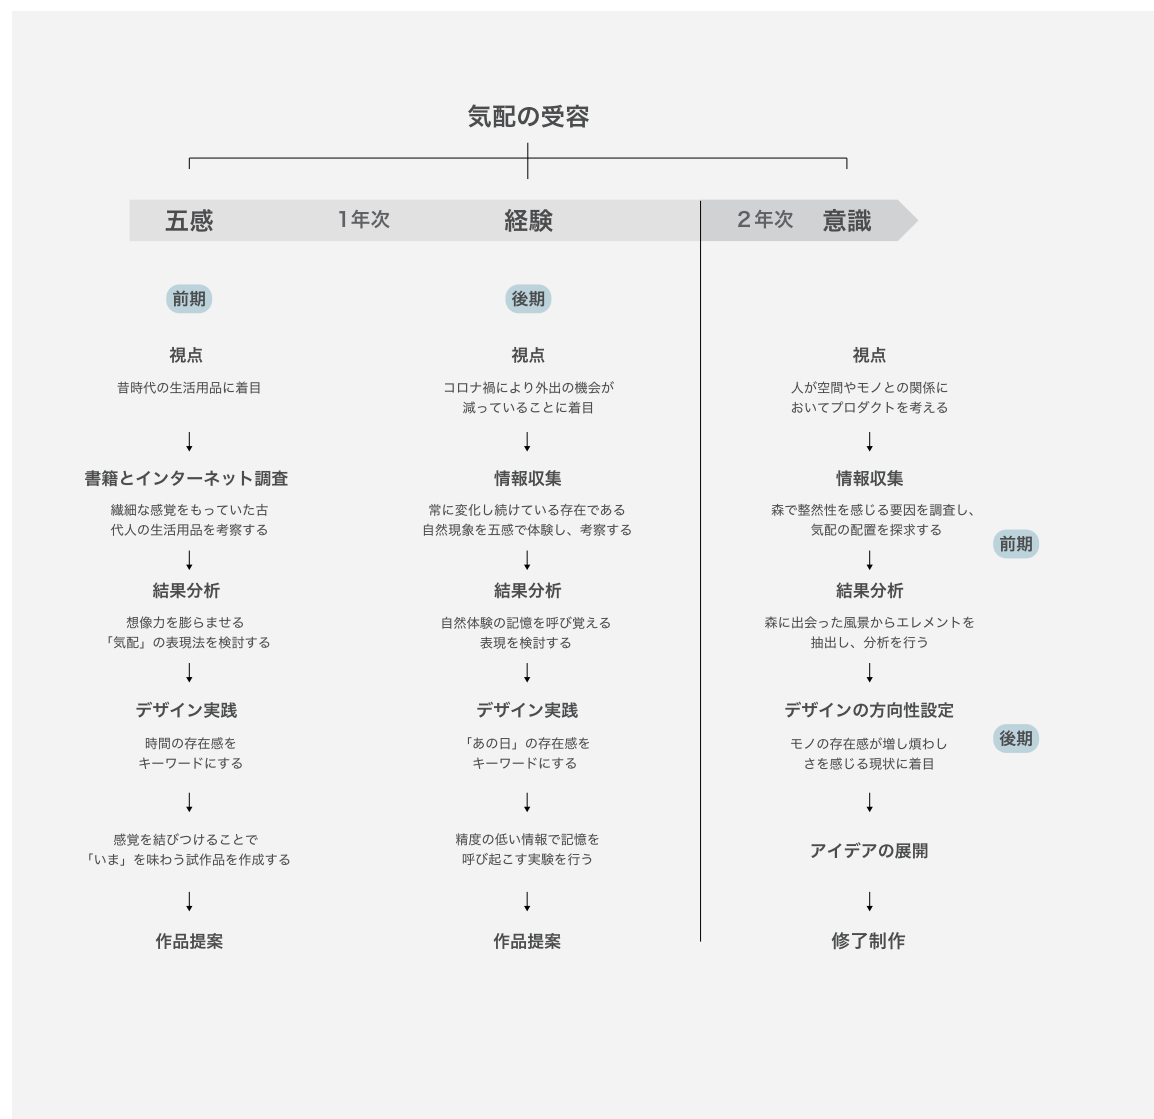 気配の受容
五感
1年次
経験
2年次
意識
前期
視点
昔時代の生活用品に着目
書籍とインターネット調査
繊細な感覚をもっていた古
代人の生活用品を考察する
結果分析
想像力を膨らませる
「気配」の表現法を検討する
デザイン実践
時間の存在感を
キーワードにする
感覚を結びつけることで
「いま」を味わう試作品を作成する
作品提案
後期
視点
コロナ禍により外出の機会が
減っていることに着目
情報収集
常に変化し続けている存在である
自然現象を五感で体験し、考察する
結果分析
自然体験の記憶を呼び覚える
表現を検討する
デザイン実践
「あの日」の存在感を
キーワードにする
精度の低い情報で記憶を
呼び起こす実験を行う
作品提案
視点
人が空間やモノとの関係に
おいてプロダクトを考える
情報収集
森で整然性を感じる要因を調査し、
気配の配置を探求する
前期
結果分析
森に出会った風景からエレメントを
抽出し、分析を行う
デザインの方向性設定
モノの存在感が増し煩わし
さを感じる現状に着目
後期
アイデアの展開
修了制作